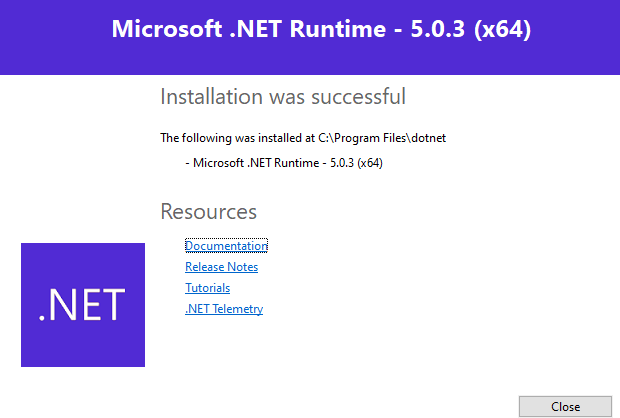 Microsoft .NET Runtime - 5.0.3 (x64)
Installation was successful
The following was installed at C:\Program Files\dotnet
- Microsoft .NET Runtime - 5.0.3 (x64)
Resources
Documentation
Release Notes
Tutorials
.NET Telemetry
.NET
Close